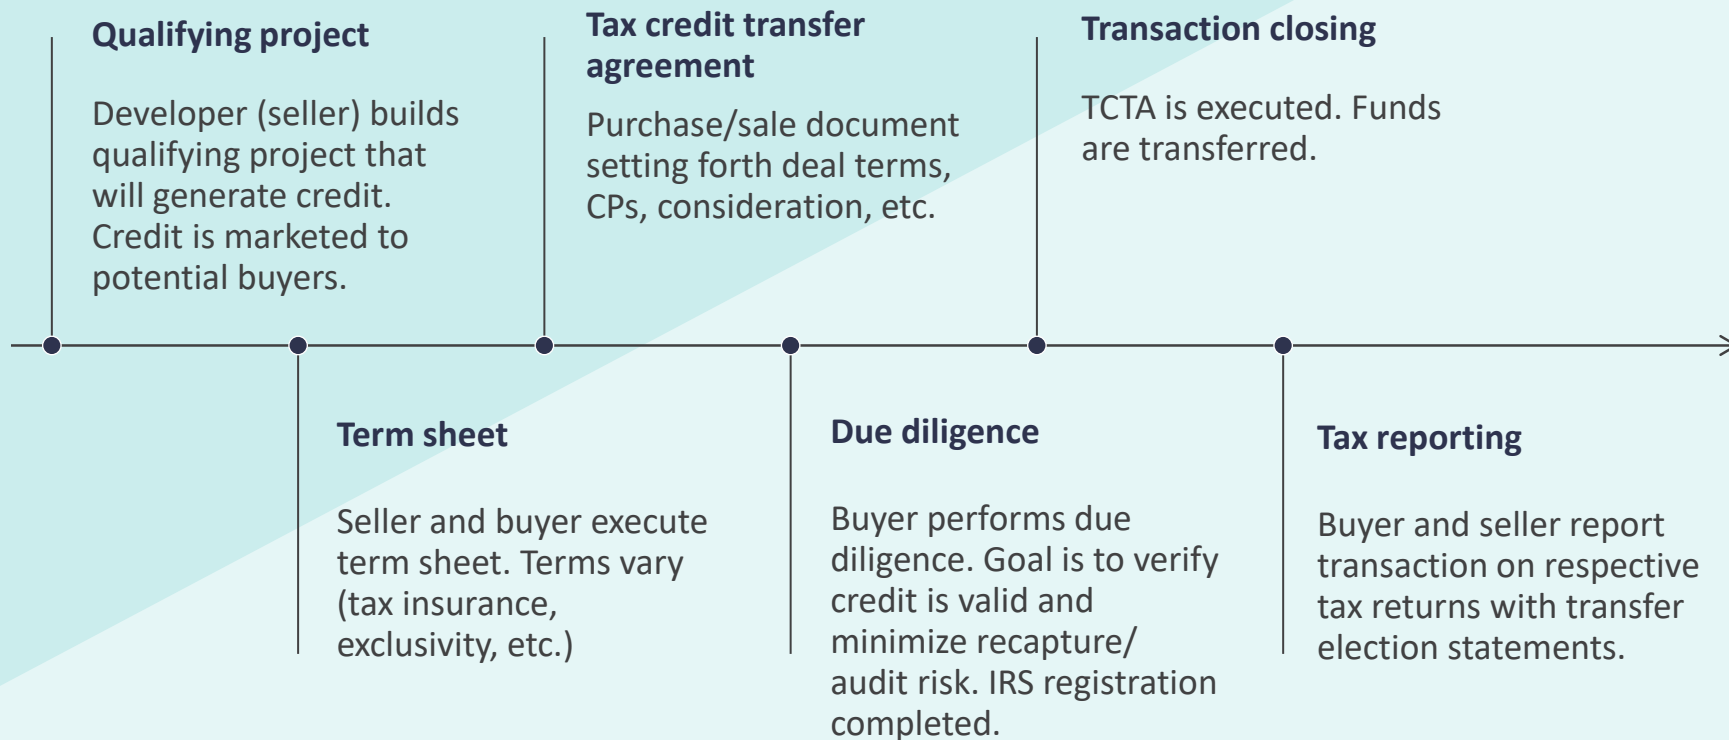 Qualifying project
Developer (seller) builds
qualifying project that
will generate credit.
Credit is marketed to
potential buyers.
Term sheet
Seller and buyer execute
term sheet. Terms vary
(tax insurance,
exclusivity, etc.)
Tax credit transfer
agreement
Purchase/sale document
setting forth deal terms,
CPs, consideration, etc.
Due diligence
Buyer performs due
diligence. Goal is to verify
credit is valid and
minimize recapture/
audit risk. IRS registration
completed.
Transaction closing
TCTA is executed. Funds
are transferred.
Tax reporting
Buyer and seller report
transaction on respective
tax returns with transfer
election statements.